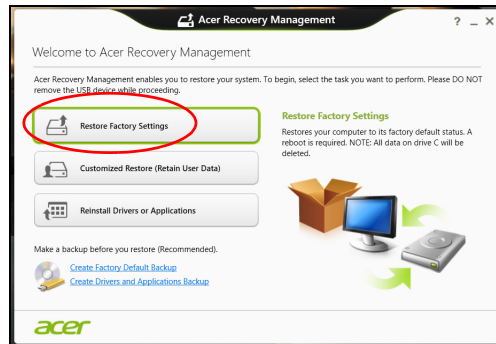 Acer Recovery Management
? _ X
Welcome to Acer Recovery Management
Acer Recovery Management enables you to restore your system. To begin, select the task you want to perform. Please DO NOT
remove the USB device while proceeding.
Restore Factory Settings
Customized Restore (Retain User Data)
Reinstall Drivers or Applications
Restore Factory Settings
Restores your computer to its factory default status. A
reboot is required. NOTE: All data on drive C will be
deleted.
Make a backup before you restore (Recommended).
Create Factory Default Backup
Create Drivers and Applications Backup
acer